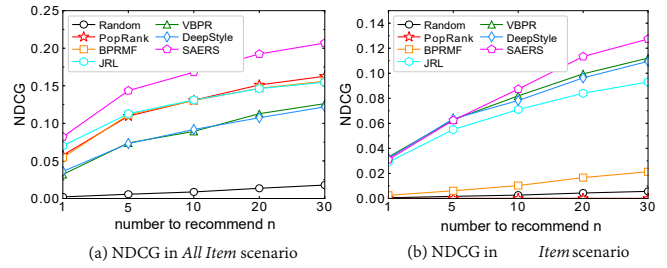 0.25
0.20
0.15
0.10
0.05
0.00
NDCG
Random
PopRank
BPRMF
JRL
VBPR
DeepStyle
SAERS
1 5 10 20 30
number to recommend n
(a) NDCG in All Item scenario
0.14
0.12
0.10
0.08
0.06
0.04
0.02
0.00
NDCG
Random
PopRank
BPRMF
JRL
VBPR
DeepStyle
SAERS
1 5 10 20 30
number to recommend n
(b) NDCG in Item scenario